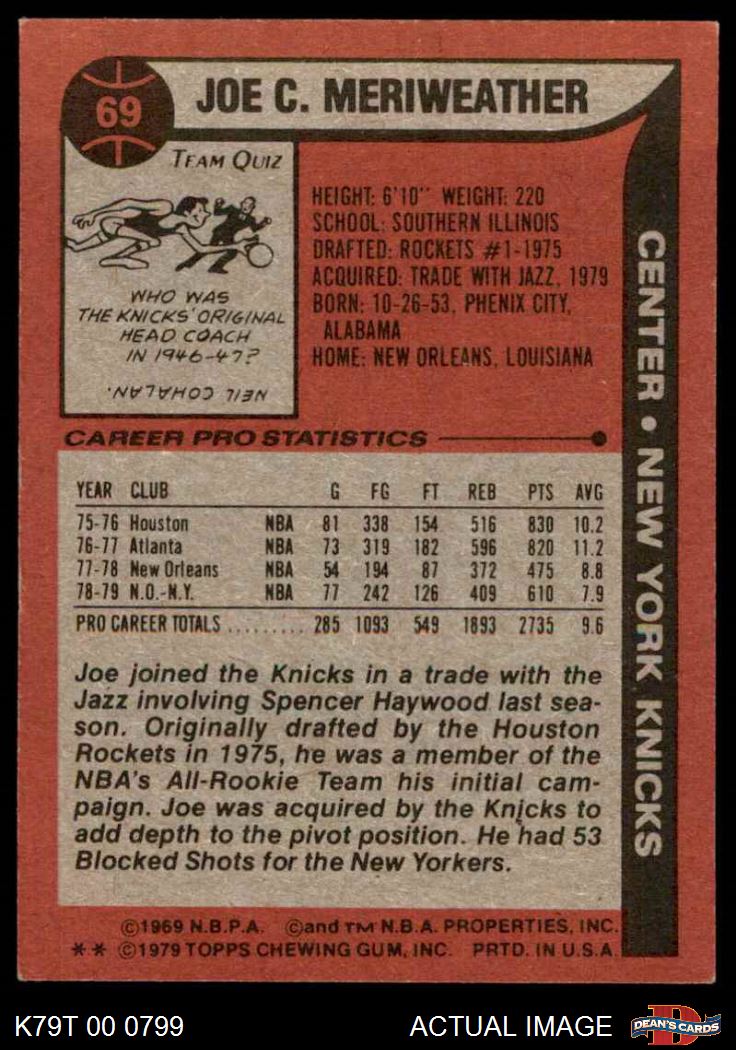 69
JOE C. MERIWEATHER
TEAM QUIZ
WHO WAS
THE KNICKS' ORIGINAL
HEAD COACH
IN 1946-47?
NEIL COHALAN.
HEIGHT: 6'10" WEIGHT: 220
SCHOOL: SOUTHERN ILLINOIS
DRAFTED: ROCKETS #1-1975
ACQUIRED: TRADE WITH JAZZ, 1979
BORN: 10-26-53, PHENIX CITY,
ALABAMA
HOME: NEW ORLEANS, LOUISIANA
CENTER • NEW YORK KNICKS
CAREER PRO STATISTICS
YEAR CLUB G FG FT REB PTS AVG
75-76 Houston NBA 81 338 154 516 830 10.2
76-77 Atlanta NBA 73 319 182 596 820 11.2
77-78 New Orleans NBA 54 194 87 372 475 8.8
78-79 N.O.-N.Y. NBA 77 242 126 409 610 7.9
PRO CAREER TOTALS ......... 285 1093 549 1893 2735 9.6
Joe joined the Knicks in a trade with the
Jazz involving Spencer Haywood last sea-
son. Originally drafted by the Houston
Rockets in 1975, he was a member of the
NBA's All-Rookie Team his initial cam-
paign. Joe was acquired by the Knicks to
add depth to the pivot position. He had 53
Blocked Shots for the New Yorkers.
©1969 N.B.P.A. ©and TM N.B.A. PROPERTIES, INC.
** ©1979 TOPPS CHEWING GUM, INC. PRTD. IN U.S.A.
K79T 00 0799 ACTUAL IMAGE DEAN'S CARDS